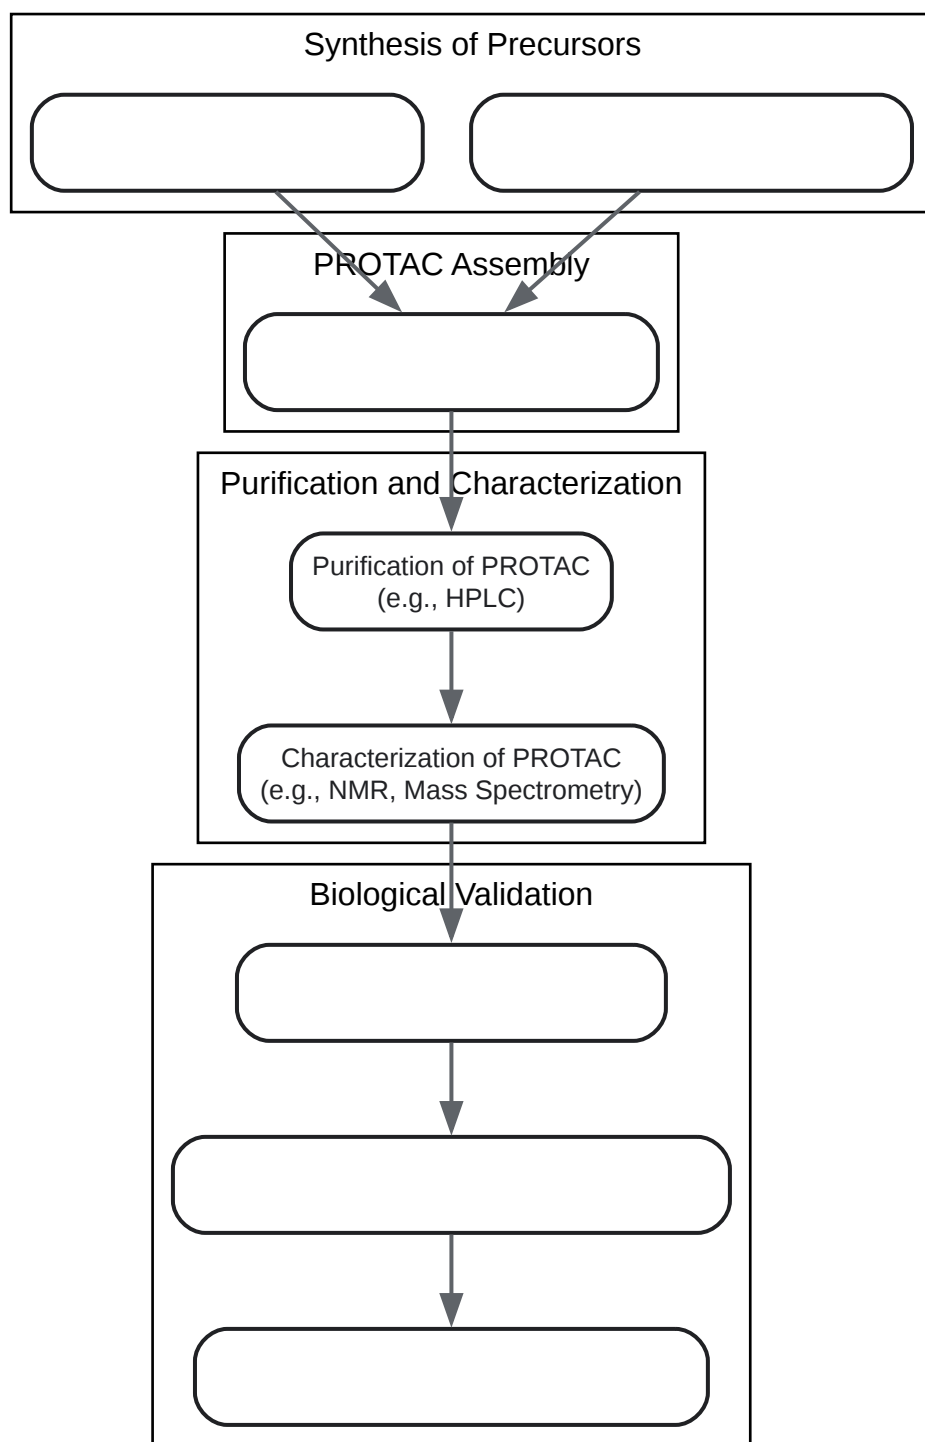 Synthesis of Precursors
PROTAC Assembly
Purification and Characterization
Purification of PROTAC
(e.g., HPLC)
Characterization of PROTAC
(e.g., NMR, Mass Spectrometry)
Biological Validation